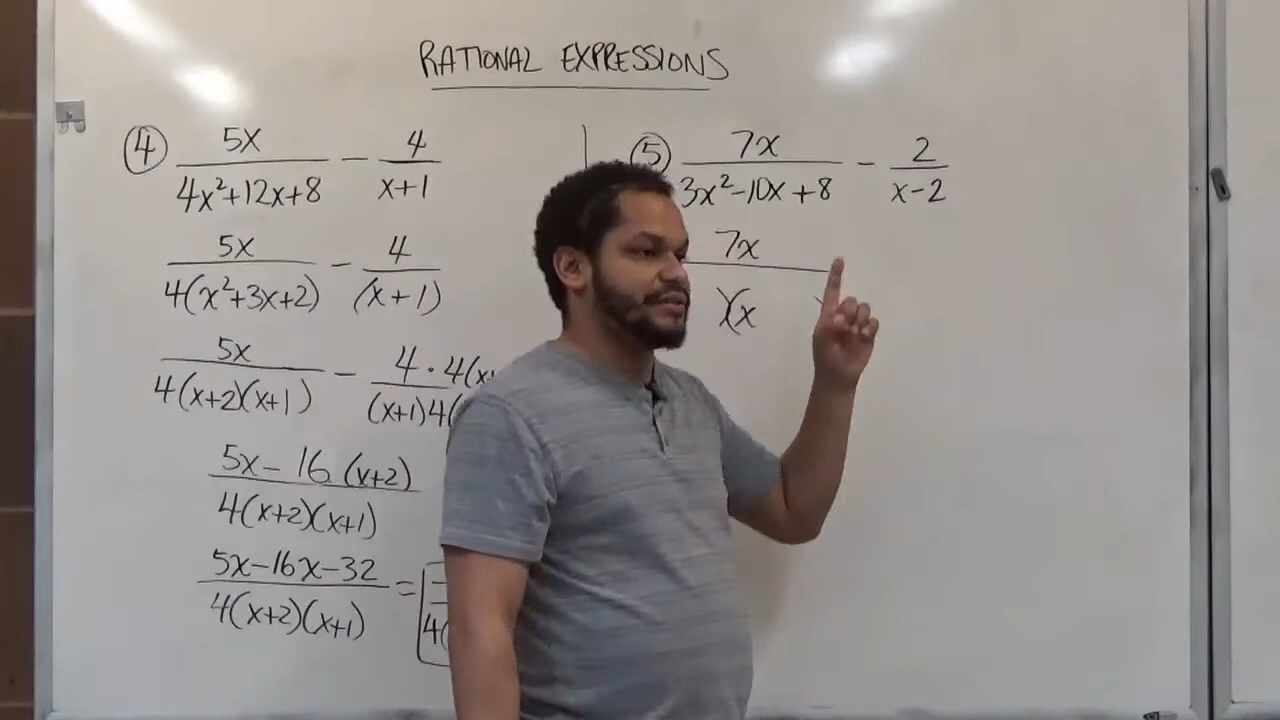 RATIONAL EXPRESSIONS
④ 5x/(4x²+12x+8) − 4/(x+1)
5x/(4(x²+3x+2)) − 4/(x+1)
5x/(4(x+2)(x+1)) − 4·4(x/(x+1)4(
(5x−16(x+2))/(4(x+2)(x+1))
(5x−16x−32)/(4(x+2)(x+1)) =
4(
⑤ 7x/(3x²−10x+8) − 2/(x−2)
7x/ )(x